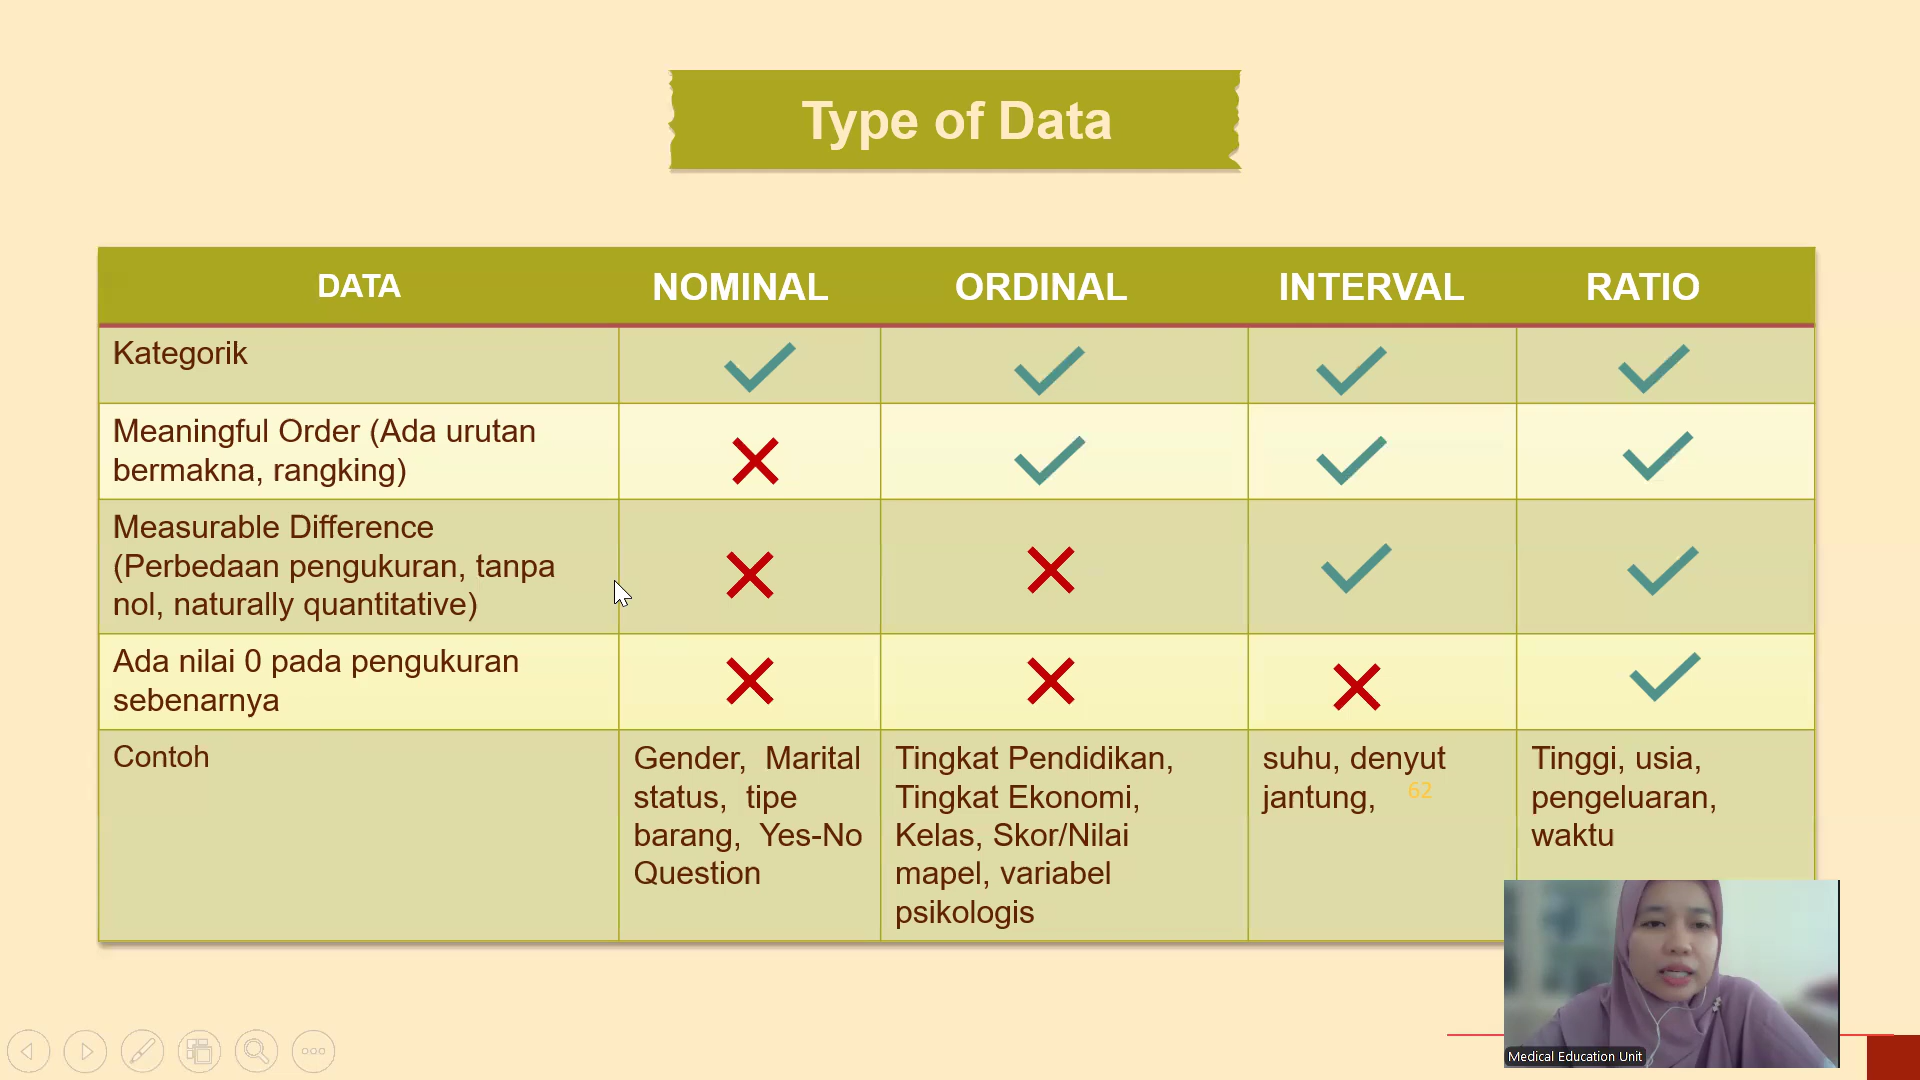 Type of Data
DATA NOMINAL ORDINAL INTERVAL RATIO
Kategorik
Meaningful Order (Ada urutan
bermakna, rangking)
Measurable Difference
(Perbedaan pengukuran, tanpa
nol, naturally quantitative)
Ada nilai 0 pada pengukuran
sebenarnya
Contoh
Gender, Marital
status, tipe
barang, Yes-No
Question
Tingkat Pendidikan,
Tingkat Ekonomi,
Kelas, Skor/Nilai
mapel, variabel
psikologis
suhu, denyut
jantung,
62
Tinggi, usia,
pengeluaran,
waktu
Medical Education Unit